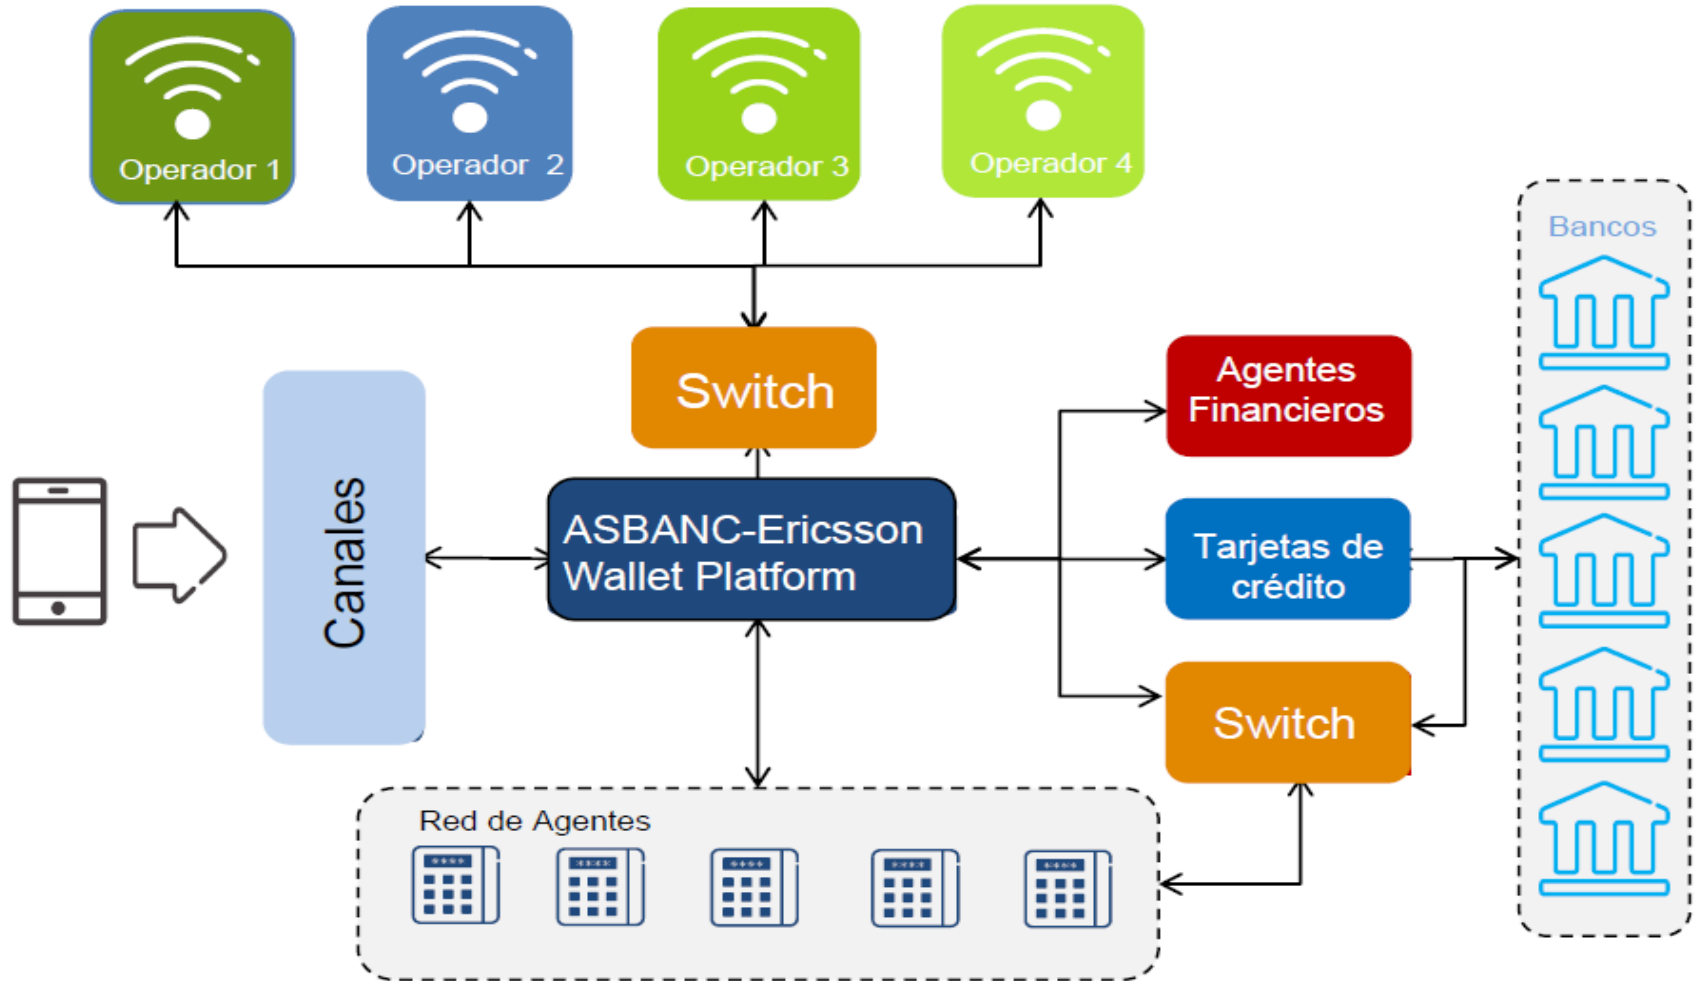 Operador 1
Operador 2
Operador 3
Operador 4
Bancos
Switch
Agentes
Financieros
Canales
ASBANC-Ericsson
Wallet Platform
Tarjetas de
crédito
Switch
Red de Agentes